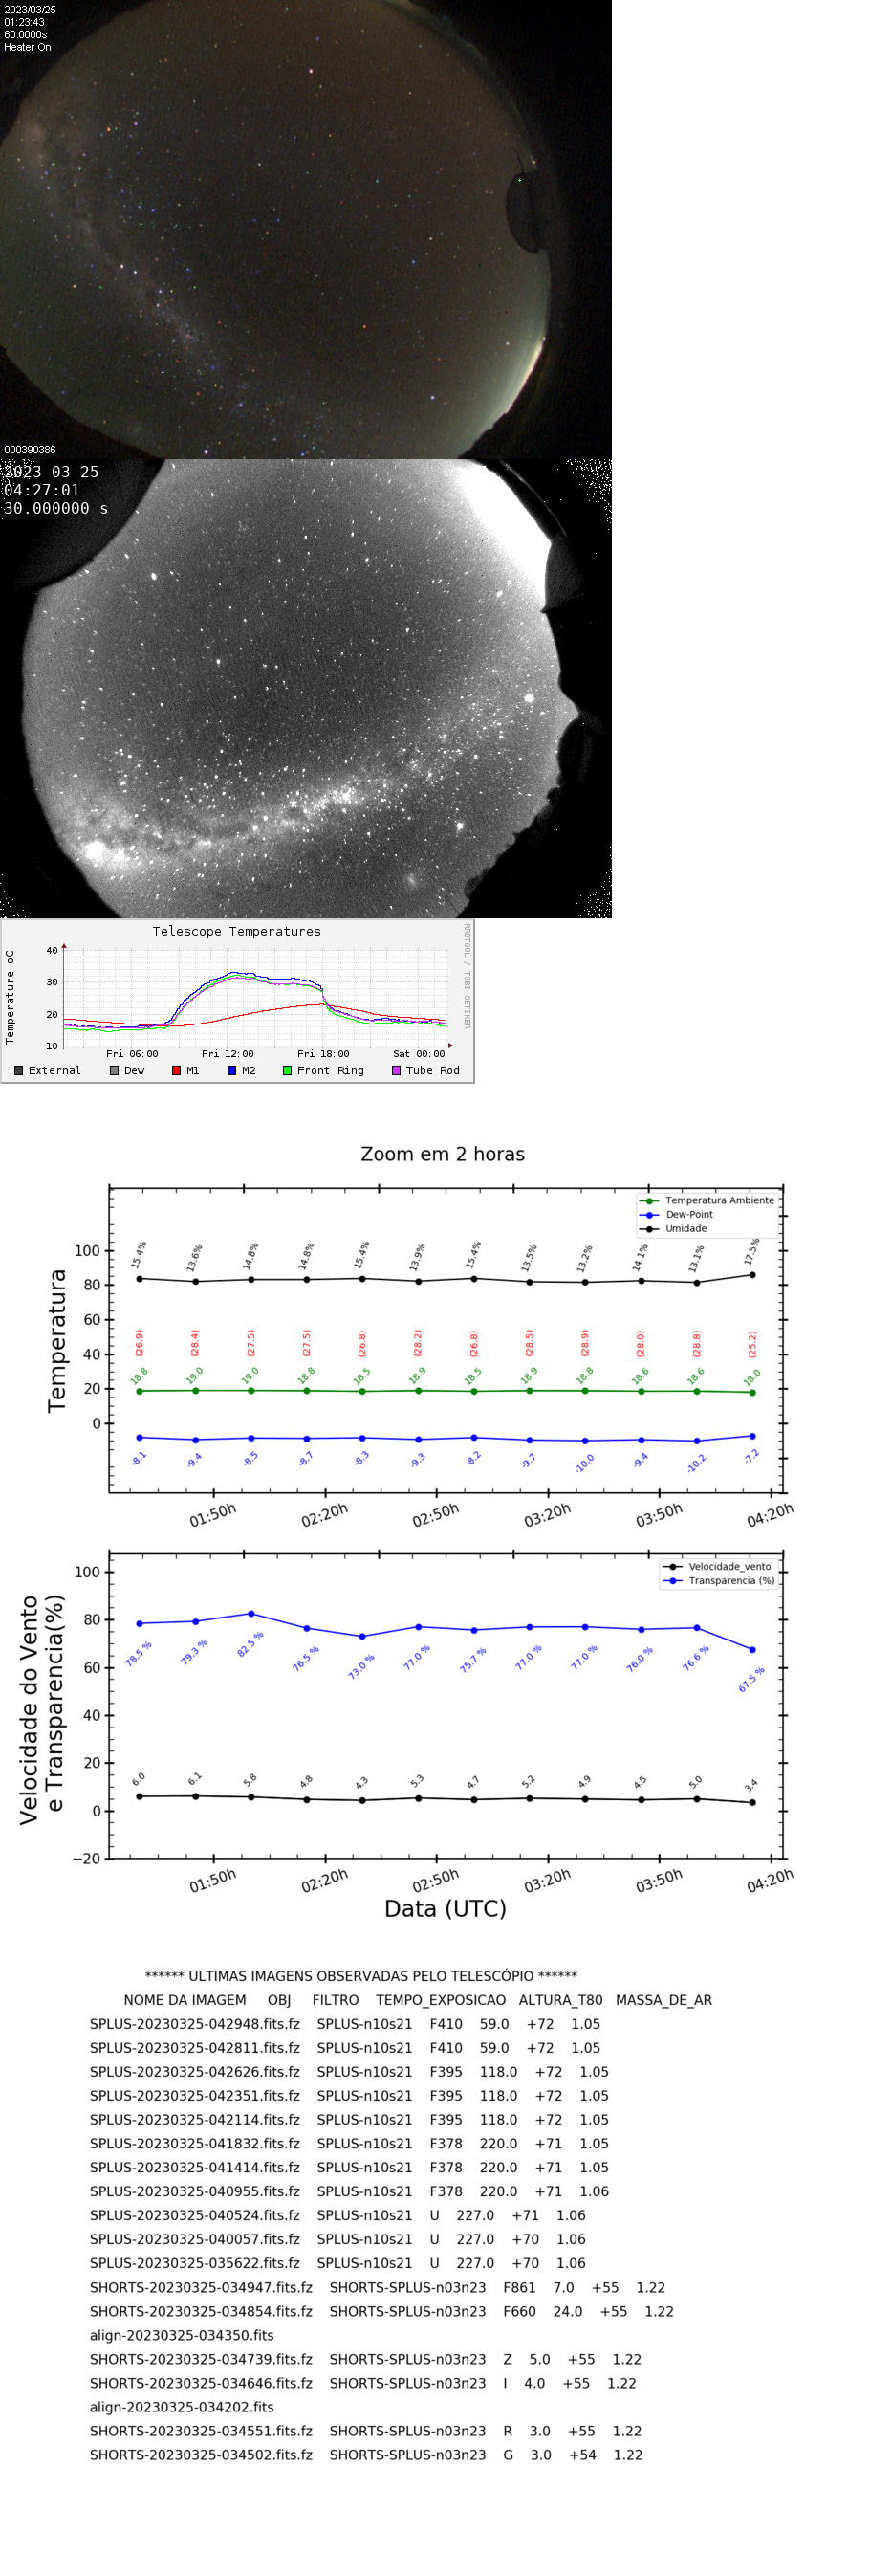 2023/03/25
01:23:43
60.0000s
Heater On
000390386
2023-03-25
04:27:01
30.000000 s
Telescope Temperatures
RRDTOOL / TOBI OETIKER
Temperature oC
40
30
20
10
Fri 06:00 Fri 12:00 Fri 18:00 Sat 00:00
External Dew M1 M2 Front Ring Tube Rod
Zoom em 2 horas
Temperatura Ambiente
Dew-Point
Umidade
Temperatura
100
80
60
40
20
0
15.4% 13.6% 14.8% 14.8% 15.4% 13.9% 15.4% 13.5% 13.2% 14.1% 13.1% 17.5%
(26.9) (28.4) (27.5) (27.5) (26.8) (28.2) (26.8) (28.5) (28.9) (28.0) (28.8) (25.2)
18.8 19.0 19.0 18.8 18.5 18.9 18.5 18.9 18.8 18.6 18.6 18.0
-8.1 -9.4 -8.5 -8.7 -8.3 -9.3 -8.2 -9.7 -10.0 -9.4 -10.2 -7.2
01:50h 02:20h 02:50h 03:20h 03:50h 04:20h
Velocidade_vento
Transparencia (%)
Velocidade do Vento
e Transparencia(%)
100
80
60
40
20
0
−20
78.5 % 79.3 % 82.5 % 76.5 % 73.0 % 77.0 % 75.7 % 77.0 % 77.0 % 76.0 % 76.6 % 67.5 %
6.0 6.1 5.8 4.8 4.3 5.3 4.7 5.2 4.9 4.5 5.0 3.4
01:50h 02:20h 02:50h 03:20h 03:50h 04:20h
Data (UTC)
****** ULTIMAS IMAGENS OBSERVADAS PELO TELESCÓPIO ******
NOME DA IMAGEM OBJ FILTRO TEMPO_EXPOSICAO ALTURA_T80 MASSA_DE_AR
SPLUS-20230325-042948.fits.fz SPLUS-n10s21 F410 59.0 +72 1.05
SPLUS-20230325-042811.fits.fz SPLUS-n10s21 F410 59.0 +72 1.05
SPLUS-20230325-042626.fits.fz SPLUS-n10s21 F395 118.0 +72 1.05
SPLUS-20230325-042351.fits.fz SPLUS-n10s21 F395 118.0 +72 1.05
SPLUS-20230325-042114.fits.fz SPLUS-n10s21 F395 118.0 +72 1.05
SPLUS-20230325-041832.fits.fz SPLUS-n10s21 F378 220.0 +71 1.05
SPLUS-20230325-041414.fits.fz SPLUS-n10s21 F378 220.0 +71 1.05
SPLUS-20230325-040955.fits.fz SPLUS-n10s21 F378 220.0 +71 1.06
SPLUS-20230325-040524.fits.fz SPLUS-n10s21 U 227.0 +71 1.06
SPLUS-20230325-040057.fits.fz SPLUS-n10s21 U 227.0 +70 1.06
SPLUS-20230325-035622.fits.fz SPLUS-n10s21 U 227.0 +70 1.06
SHORTS-20230325-034947.fits.fz SHORTS-SPLUS-n03n23 F861 7.0 +55 1.22
SHORTS-20230325-034854.fits.fz SHORTS-SPLUS-n03n23 F660 24.0 +55 1.22
align-20230325-034350.fits
SHORTS-20230325-034739.fits.fz SHORTS-SPLUS-n03n23 Z 5.0 +55 1.22
SHORTS-20230325-034646.fits.fz SHORTS-SPLUS-n03n23 I 4.0 +55 1.22
align-20230325-034202.fits
SHORTS-20230325-034551.fits.fz SHORTS-SPLUS-n03n23 R 3.0 +55 1.22
SHORTS-20230325-034502.fits.fz SHORTS-SPLUS-n03n23 G 3.0 +54 1.22